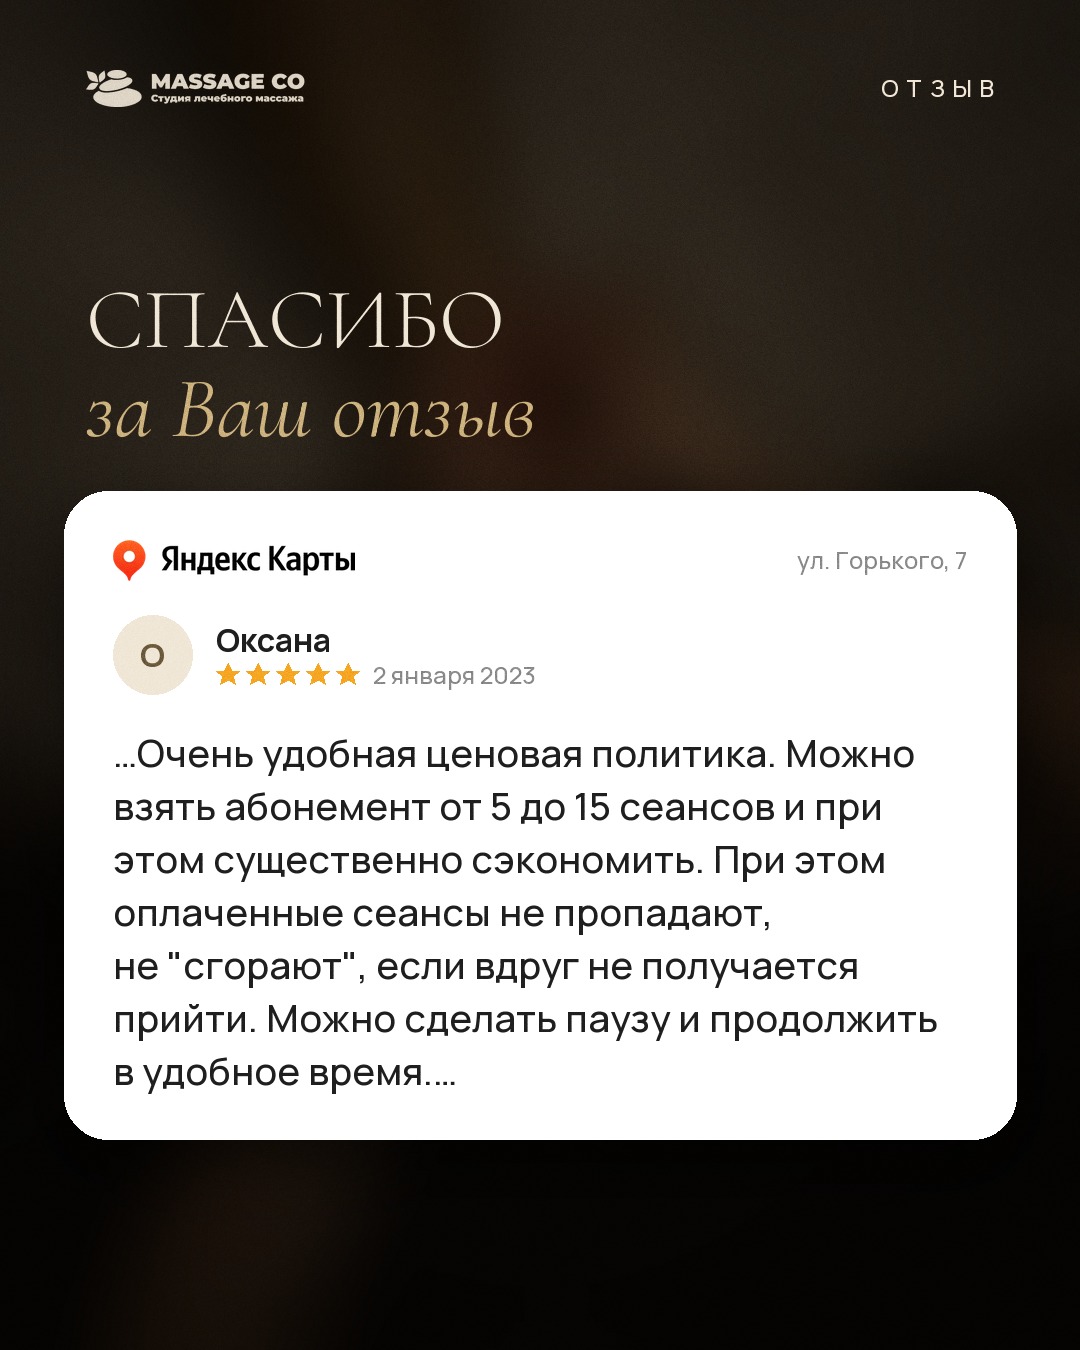 MASSAGE CO
Студия лечебного массажа
ОТЗЫВ
СПАСИБО
за Ваш отзыв
Яндекс Карты
ул. Горького, 7
О
Оксана
2 января 2023
…Очень удобная ценовая политика. Можно
взять абонемент от 5 до 15 сеансов и при
этом существенно сэкономить. При этом
оплаченные сеансы не пропадают,
не "сгорают", если вдруг не получается
прийти. Можно сделать паузу и продолжить
в удобное время.…